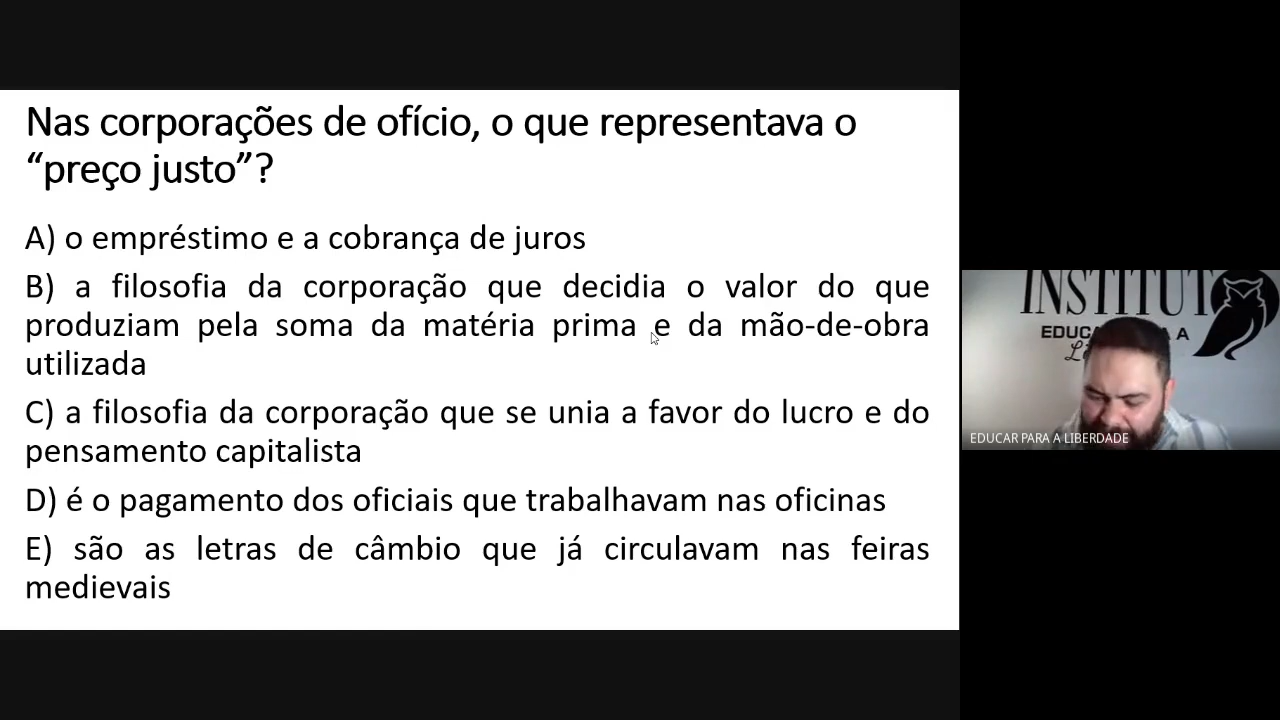 Nas corporações de ofício, o que representava o
“preço justo”?
A) o empréstimo e a cobrança de juros
B) a filosofia da corporação que decidia o valor do que
produziam pela soma da matéria prima e da mão-de-obra
utilizada
C) a filosofia da corporação que se unia a favor do lucro e do
pensamento capitalista
D) é o pagamento dos oficiais que trabalhavam nas oficinas
E) são as letras de câmbio que já circulavam nas feiras
medievais
INSTITUT
EDUC A A
EDUCAR PARA A LIBERDADE